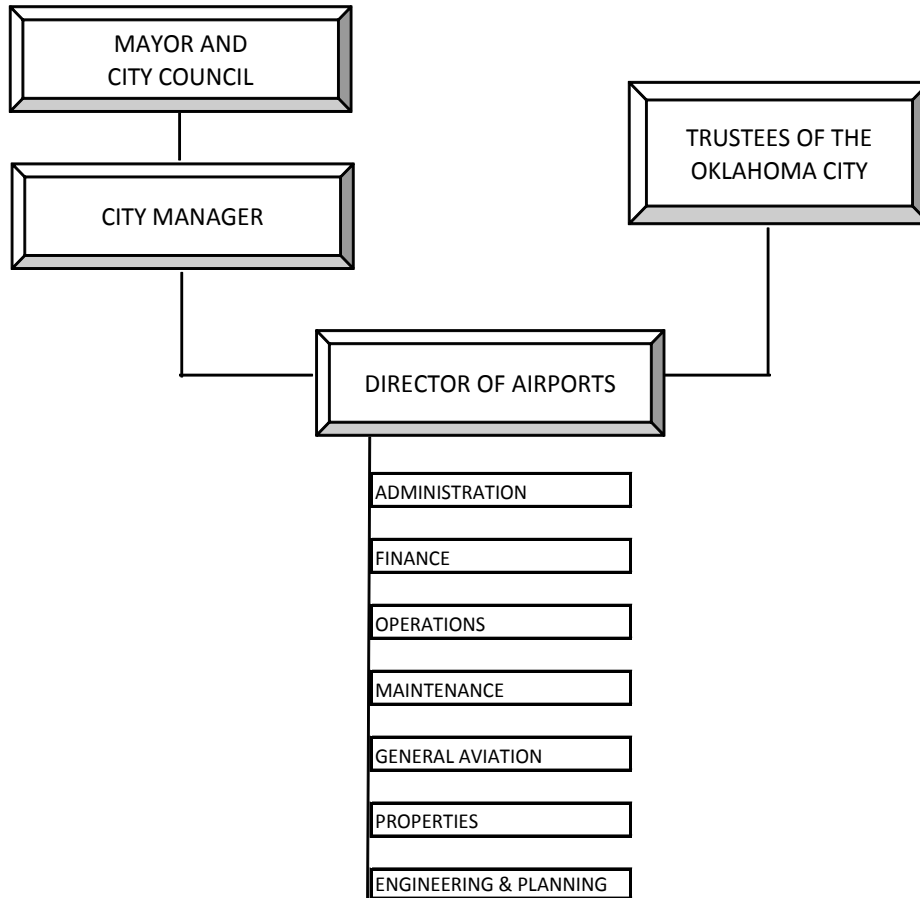 MAYOR AND
CITY COUNCIL
TRUSTEES OF THE
OKLAHOMA CITY
CITY MANAGER
DIRECTOR OF AIRPORTS
ADMINISTRATION
FINANCE
OPERATIONS
MAINTENANCE
GENERAL AVIATION
PROPERTIES
ENGINEERING & PLANNING